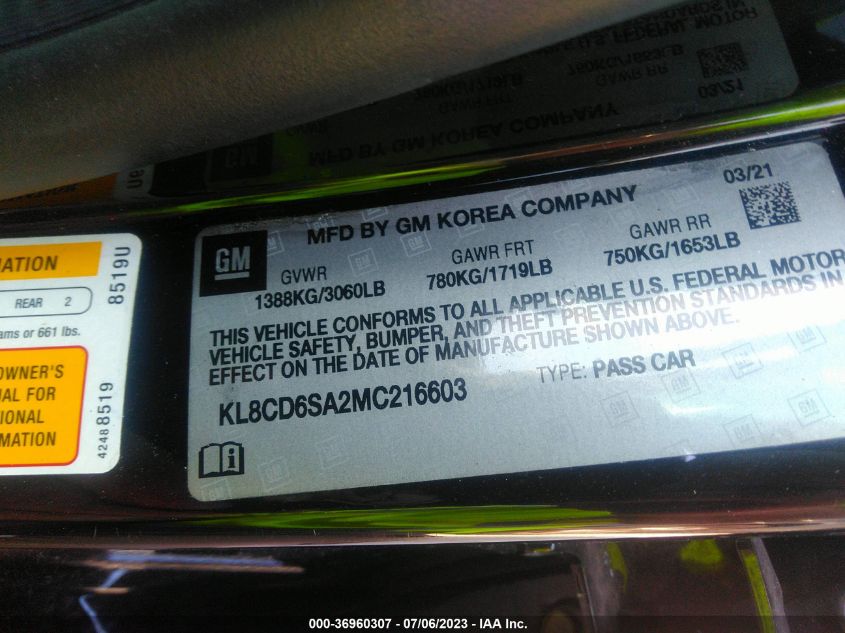 MATION
REAR 2
ams or 661 lbs.
8519U
OWNER'S
UAL FOR
TIONAL
RMATION
42488519
GM
MFD BY GM KOREA COMPANY
03/21
GVWR
1388KG/3060LB
GAWR FRT
780KG/1719LB
GAWR RR
750KG/1653LB
THIS VEHICLE CONFORMS TO ALL APPLICABLE U.S. FEDERAL MOTOR
VEHICLE SAFETY, BUMPER, AND THEFT PREVENTION STANDARDS IN
EFFECT ON THE DATE OF MANUFACTURE SHOWN ABOVE.
TYPE: PASS CAR
KL8CD6SA2MC216603
000-36960307 - 07/06/2023 - IAA Inc.